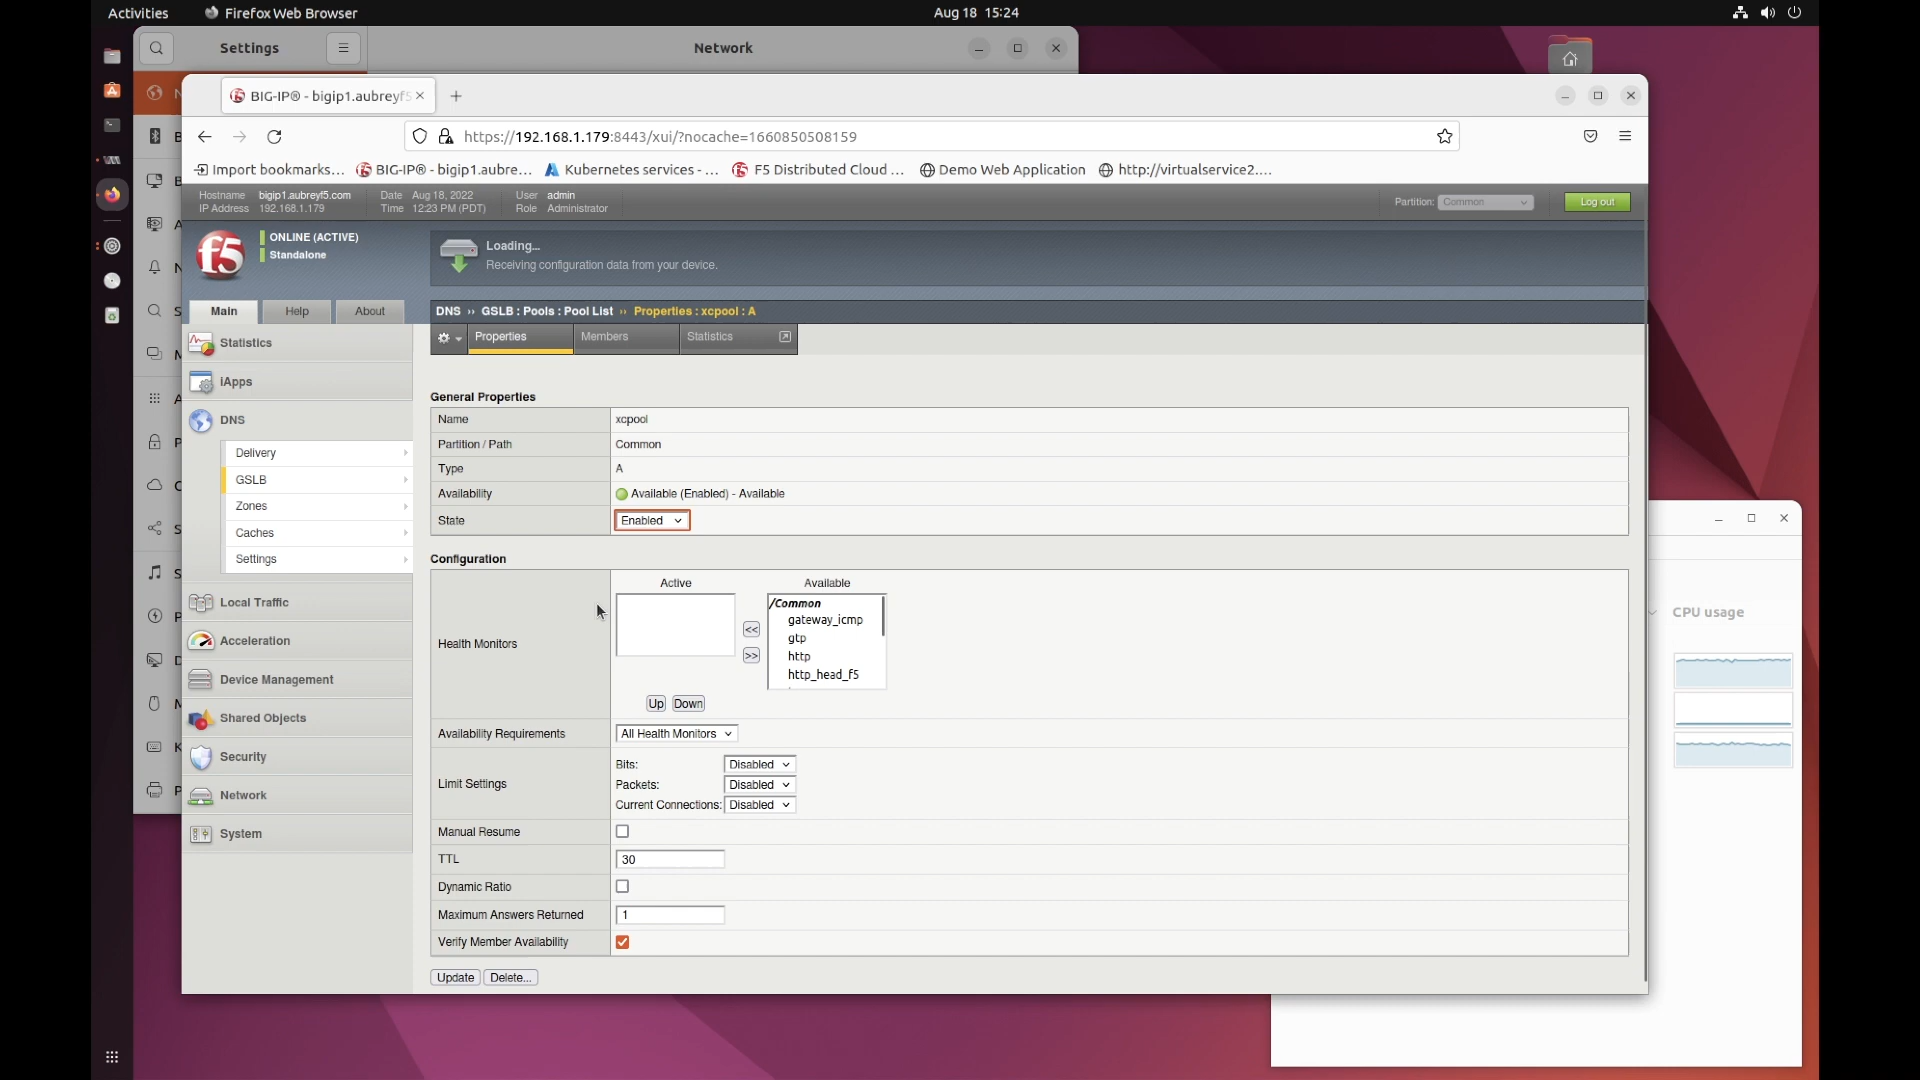 Activities
Firefox Web Browser
Aug 18 15:24
Settings
Network
BIG-IP® - bigip1.aubreyf5
https://192.168.1.179:8443/xui/?nocache=1660850508159
Import bookmarks...
BIG-IP® - bigip1.aubre...
Kubernetes services - ...
F5 Distributed Cloud ...
Demo Web Application
http://virtualservice2....
Hostname bigip1.aubreyf5.com
Date Aug 18, 2022
User admin
IP Address 192.168.1.179
Time 12:23 PM (PDT)
Role Administrator
Partition: Common
Log out
f5
ONLINE (ACTIVE)
Standalone
Loading...
Receiving configuration data from your device.
Main
Help
About
DNS ›› GSLB : Pools : Pool List ›› Properties : xcpool : A
Properties
Members
Statistics
Statistics
iApps
DNS
Delivery
GSLB
Zones
Caches
Settings
Local Traffic
Acceleration
Device Management
Shared Objects
Security
Network
System
General Properties
Name xcpool
Partition / Path Common
Type A
Availability Available (Enabled) - Available
State Enabled
Configuration
Active
Available
Health Monitors
<<
>>
/Common
gateway_icmp
gtp
http
http_head_f5
Up
Down
Availability Requirements All Health Monitors
Limit Settings
Bits: Disabled
Packets: Disabled
Current Connections: Disabled
Manual Resume
TTL 30
Dynamic Ratio
Maximum Answers Returned 1
Verify Member Availability
Update
Delete...
CPU usage